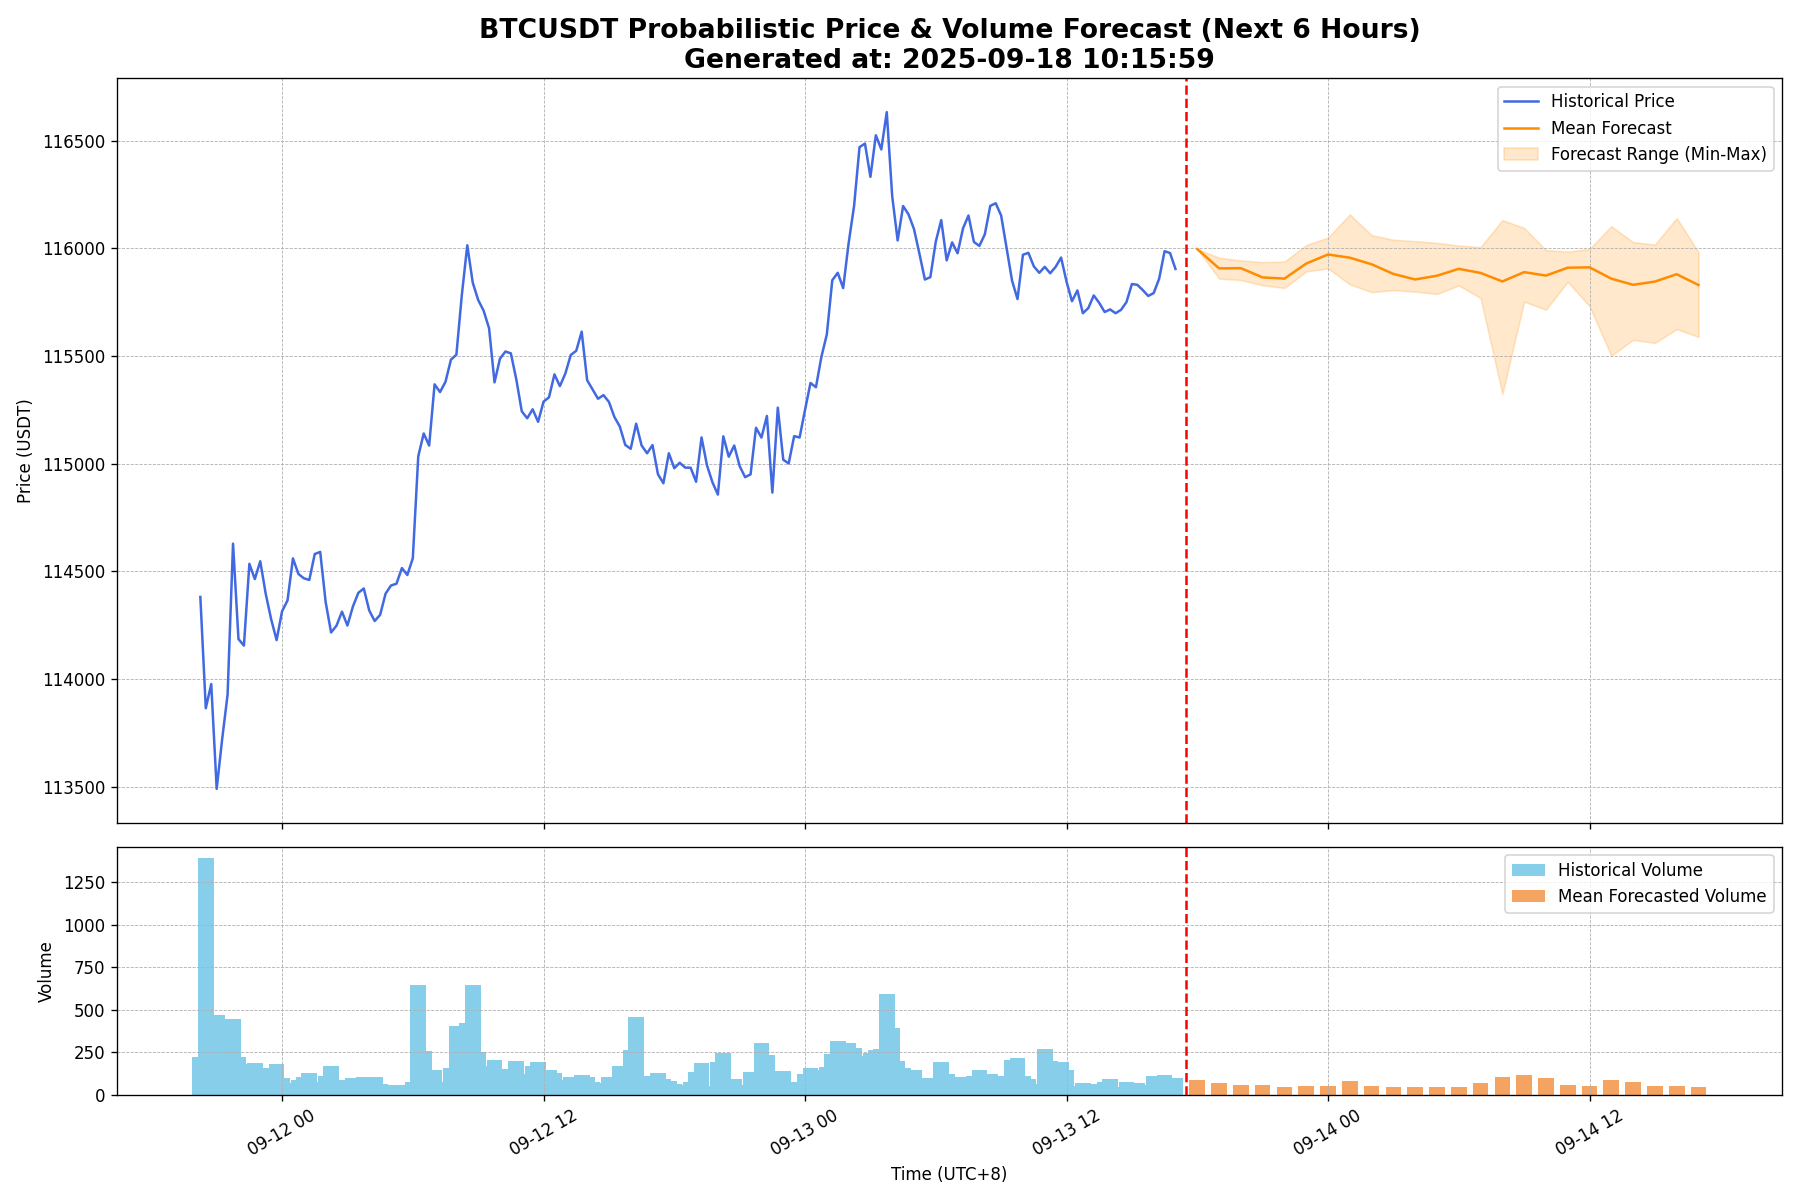 BTCUSDT Probabilistic Price & Volume Forecast (Next 6 Hours)
Generated at: 2025-09-18 10:15:59
Historical Price
Mean Forecast
Forecast Range (Min-Max)
116500
116000
115500
115000
114500
114000
113500
Price (USDT)
Historical Volume
Mean Forecasted Volume
1250
1000
750
500
250
0
Volume
09-12 00
09-12 12
09-13 00
09-13 12
09-14 00
09-14 12
Time (UTC+8)